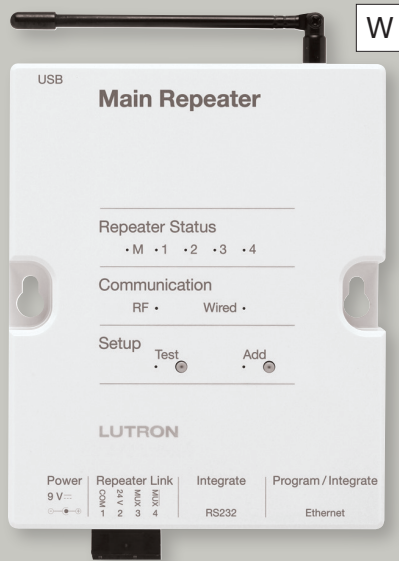 W
USB
Main Repeater
Repeater Status
M 1 2 3 4
Communication
RF Wired
Setup
Test Add
LUTRON
Power Repeater Link Integrate Program / Integrate
9 V
COM 24 V MUX MUX
1 2 3 4
RS232 Ethernet